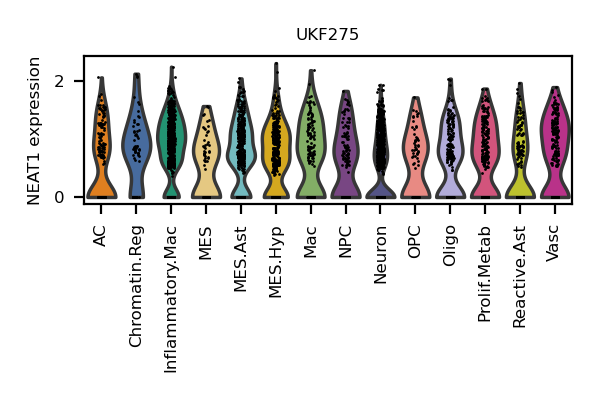 UKF275
NEAT1 expression
2
0
AC
Chromatin.Reg
Inflammatory.Mac
MES
MES.Ast
MES.Hyp
Mac
NPC
Neuron
OPC
Oligo
Prolif.Metab
Reactive.Ast
Vasc